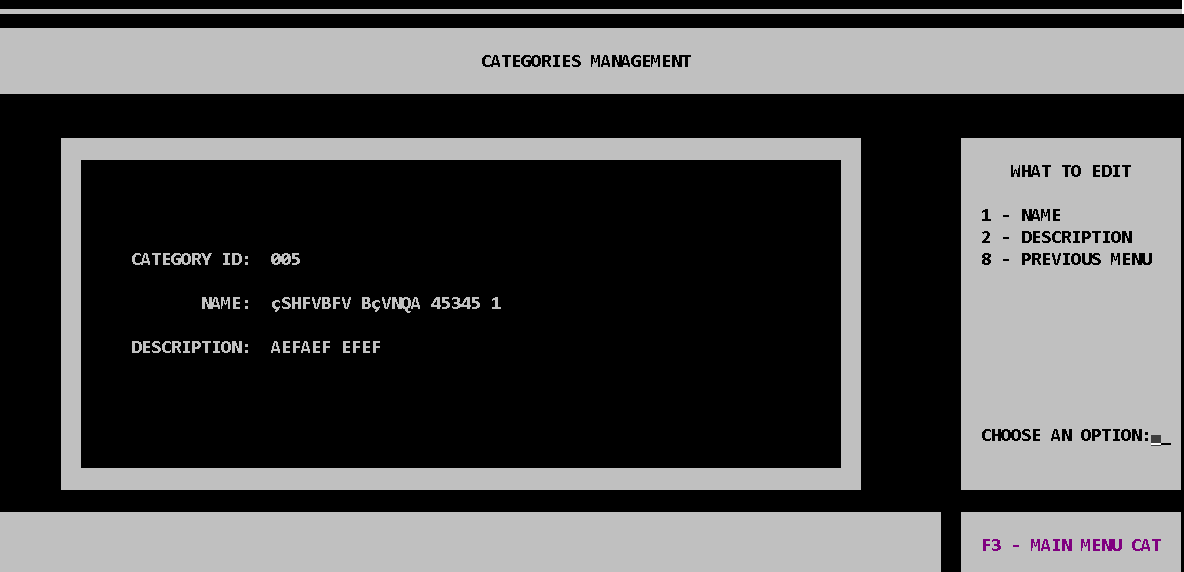 CATEGORIES MANAGEMENT
CATEGORY ID: 005
NAME: çSHFVBFV BçVNQA 45345 1
DESCRIPTION: AEFAEF EFEF
WHAT TO EDIT
1 - NAME
2 - DESCRIPTION
8 - PREVIOUS MENU
CHOOSE AN OPTION:
F3 - MAIN MENU CAT